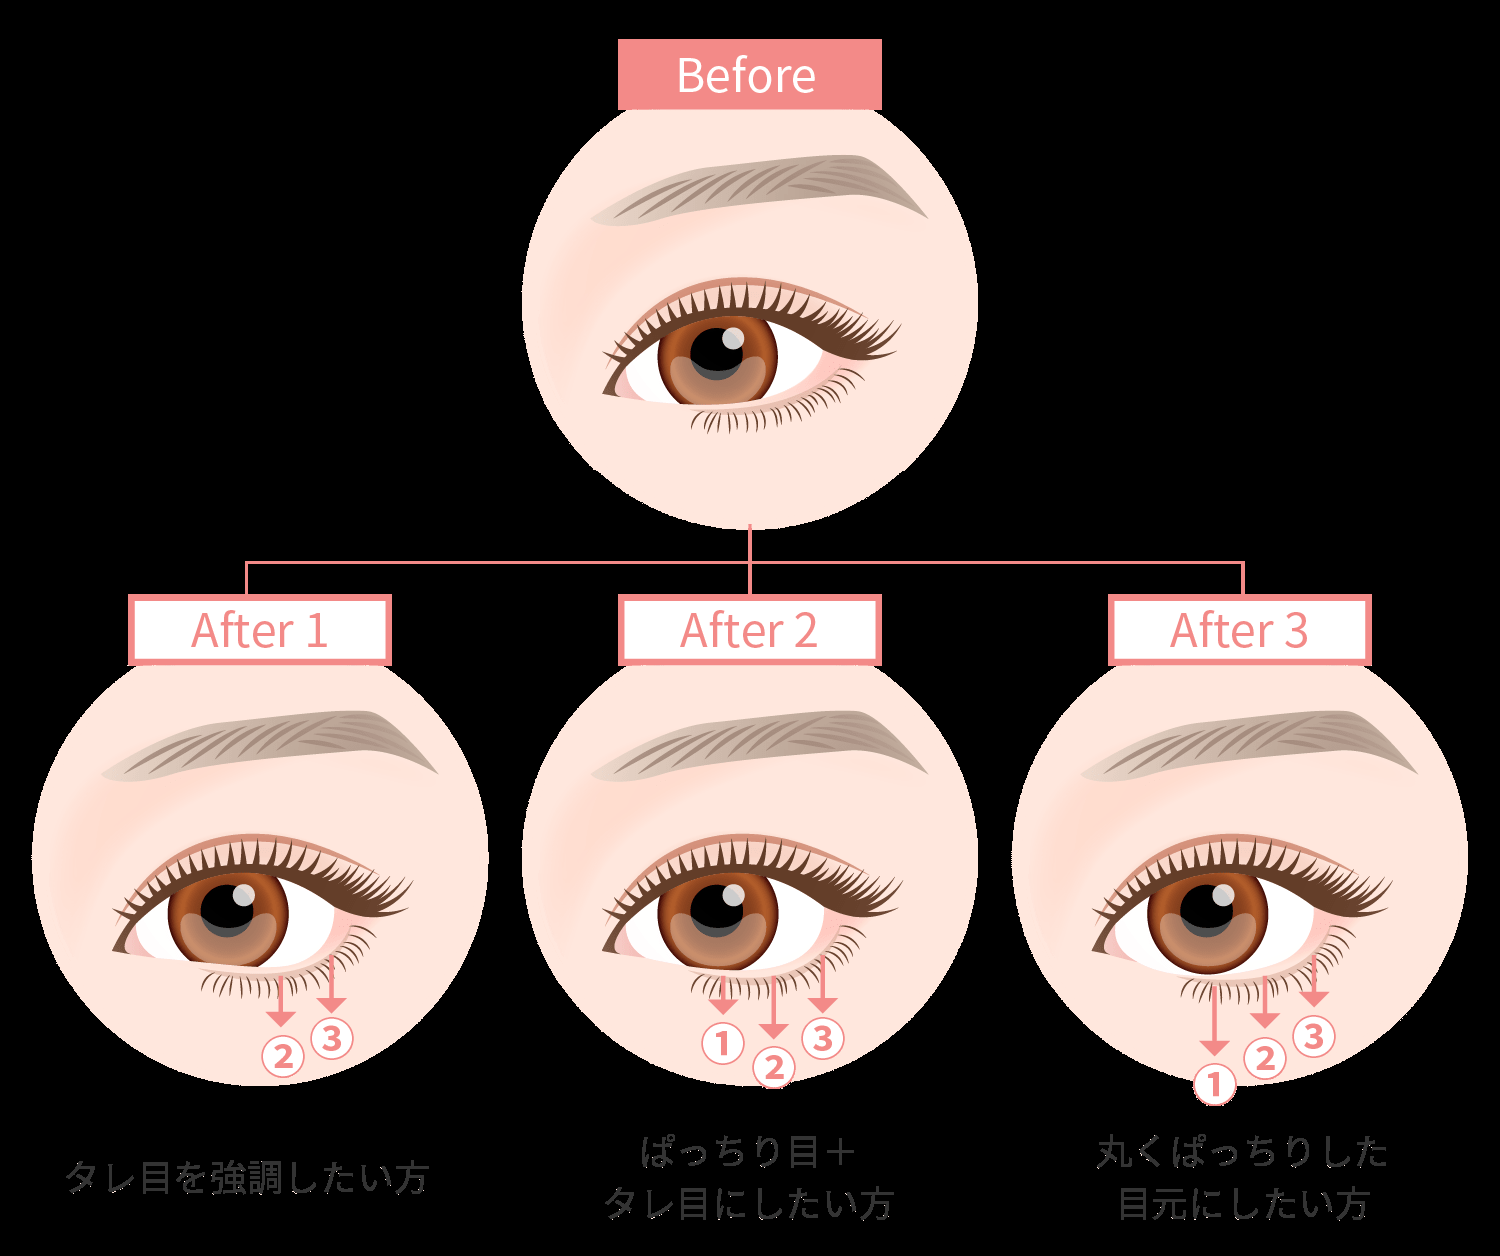 Before
After 1
After 2
After 3
② ③
① ② ③
① ② ③
タレ目を強調したい方
ぱっちり目＋
タレ目にしたい方
丸くぱっちりした
目元にしたい方